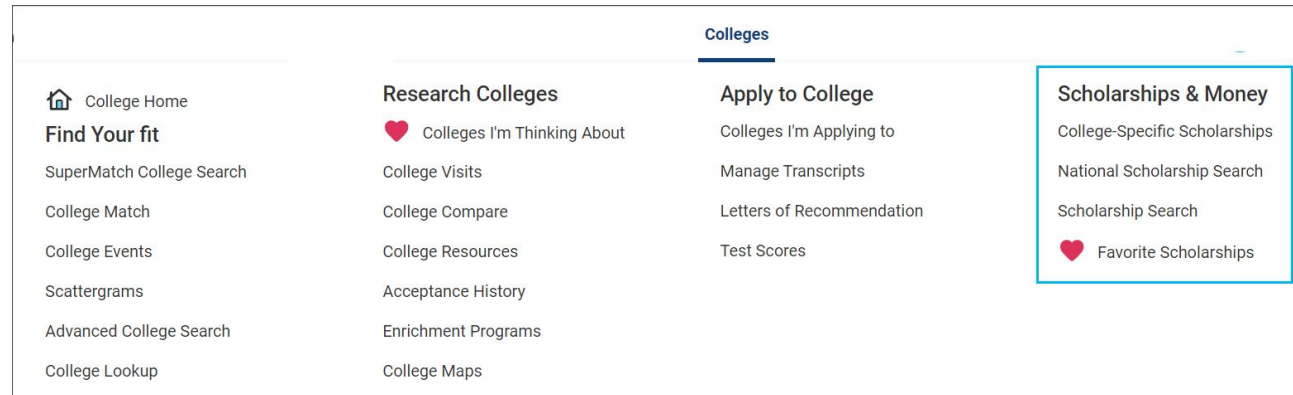 Colleges
College Home
Find Your fit
SuperMatch College Search
College Match
College Events
Scattergrams
Advanced College Search
College Lookup
Research Colleges
Colleges I'm Thinking About
College Visits
College Compare
College Resources
Acceptance History
Enrichment Programs
College Maps
Apply to College
Colleges I'm Applying to
Manage Transcripts
Letters of Recommendation
Test Scores
Scholarships & Money
College-Specific Scholarships
National Scholarship Search
Scholarship Search
Favorite Scholarships